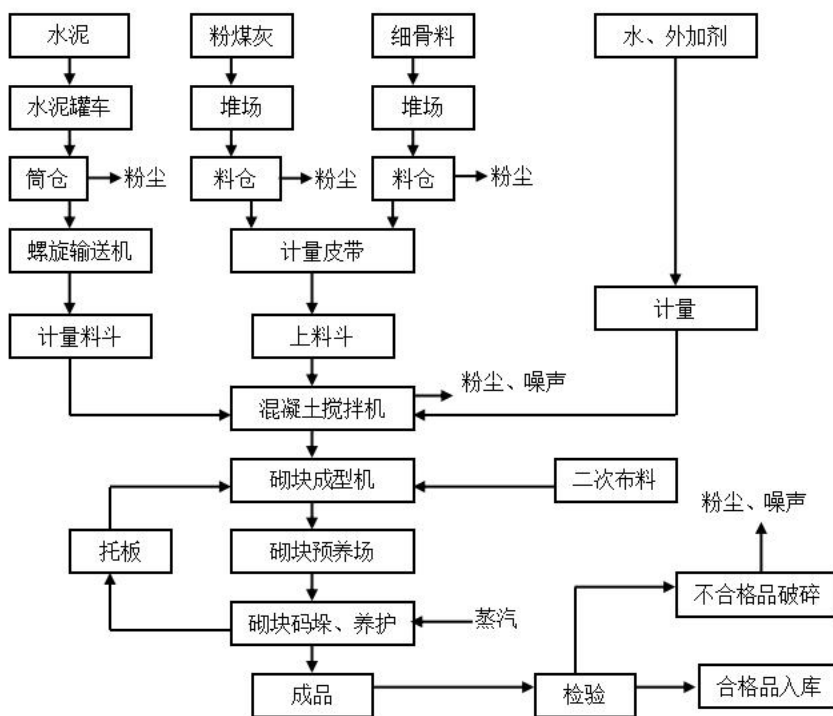 水泥
粉煤灰
细骨料
水、外加剂
水泥罐车
堆场
堆场
筒仓
粉尘
料仓
粉尘
料仓
粉尘
螺旋输送机
计量皮带
计量料斗
上料斗
计量
粉尘、噪声
混凝土搅拌机
砌块成型机
二次布料
粉尘、噪声
托板
砌块预养场
不合格品破碎
砌块码垛、养护
蒸汽
成品
检验
合格品入库